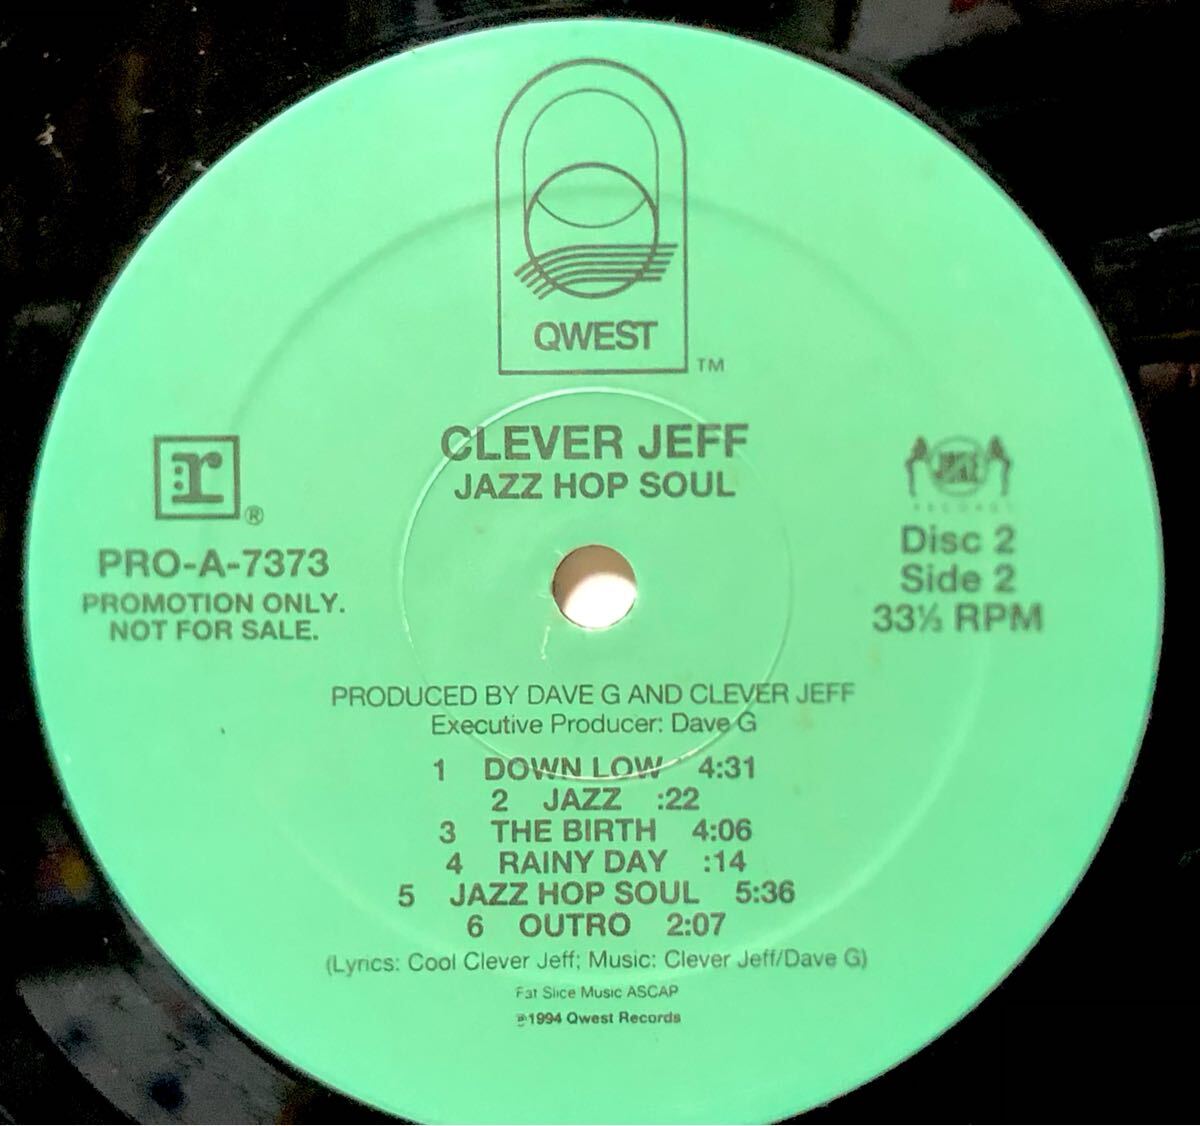 QWEST
TM
CLEVER JEFF
JAZZ HOP SOUL
r
®
PRO-A-7373
PROMOTION ONLY.
NOT FOR SALE.
RECORDS
Disc 2
Side 2
33⅓ RPM
PRODUCED BY DAVE G AND CLEVER JEFF
Executive Producer: Dave G
1 DOWN LOW 4:31
2 JAZZ :22
3 THE BIRTH 4:06
4 RAINY DAY :14
5 JAZZ HOP SOUL 5:36
6 OUTRO 2:07
(Lyrics: Cool Clever Jeff; Music: Clever Jeff/Dave G)
Fat Slice Music ASCAP
℗1994 Qwest Records